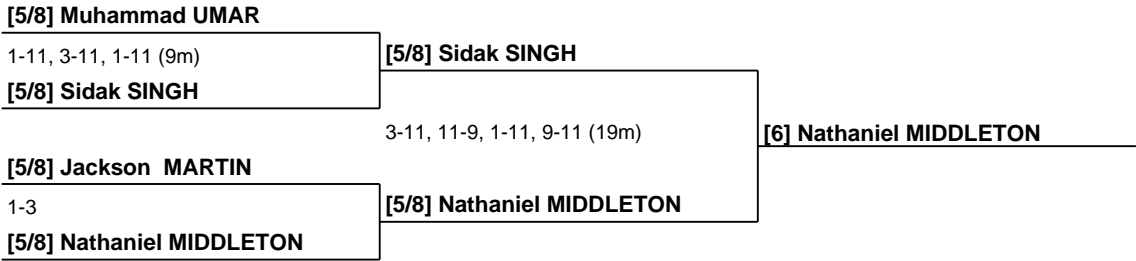 [5/8] Muhammad UMAR
1-11, 3-11, 1-11 (9m)
[5/8] Sidak SINGH
[5/8] Sidak SINGH
3-11, 11-9, 1-11, 9-11 (19m)
[6] Nathaniel MIDDLETON
[5/8] Jackson  MARTIN
1-3
[5/8] Nathaniel MIDDLETON
[5/8] Nathaniel MIDDLETON